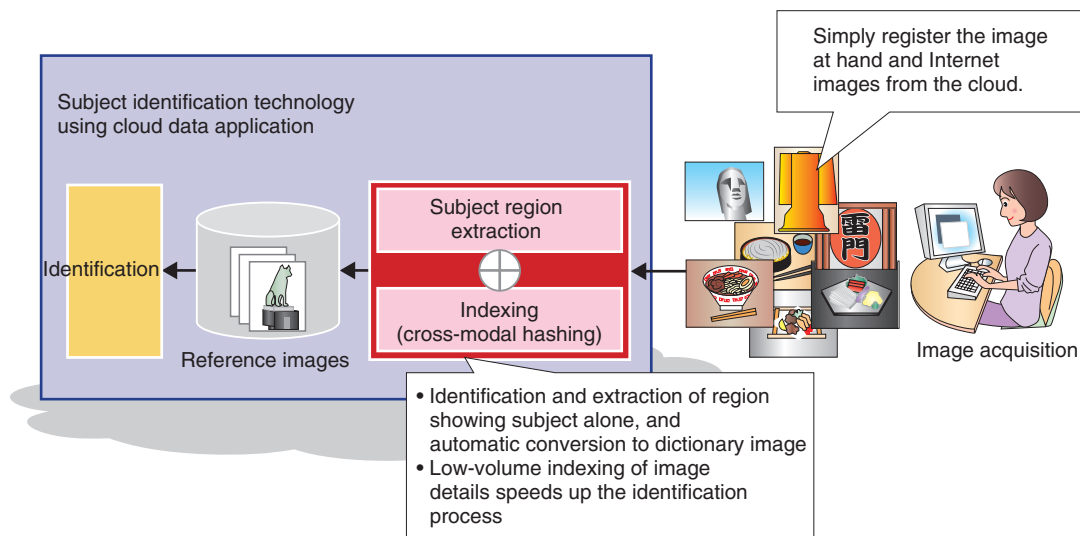 Simply register the image
at hand and Internet
images from the cloud.
Subject identification technology
using cloud data application
Subject region
extraction
Identification
Indexing
(cross-modal hashing)
Reference images
雷
門
Image acquisition
• Identification and extraction of region
showing subject alone, and
automatic conversion to dictionary image
• Low-volume indexing of image
details speeds up the identification
process